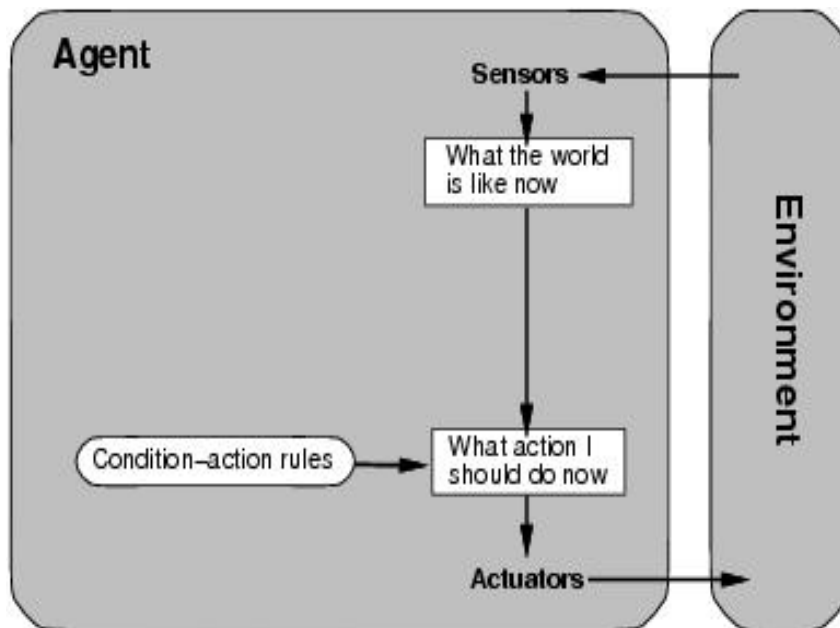 Agent
Sensors
What the world
is like now
Environment
Condition–action rules
What action I
should do now
Actuators